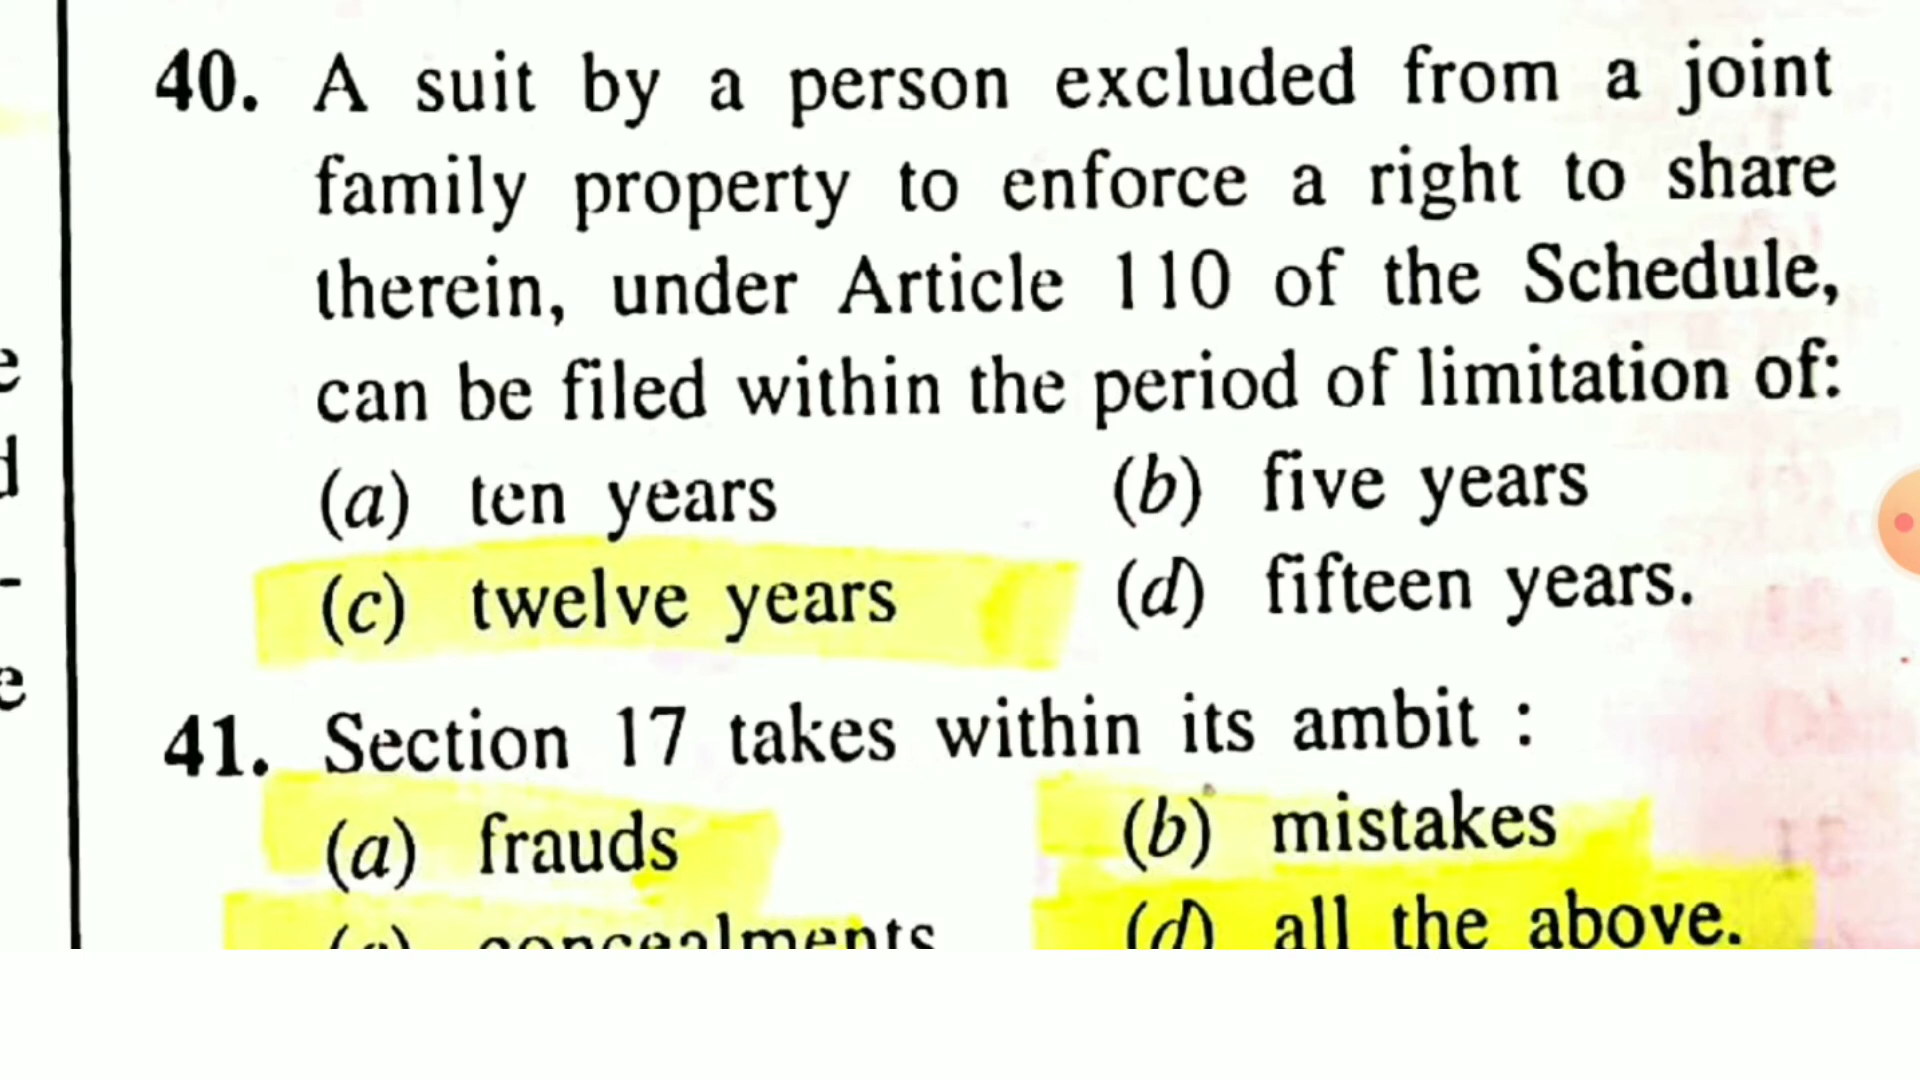 40. A suit by a person excluded from a joint
family property to enforce a right to share
therein, under Article 110 of the Schedule,
can be filed within the period of limitation of:
(a) ten years (b) five years
(c) twelve years (d) fifteen years.
41. Section 17 takes within its ambit :
(a) frauds (b) mistakes
(c) concealments (d) all the above.